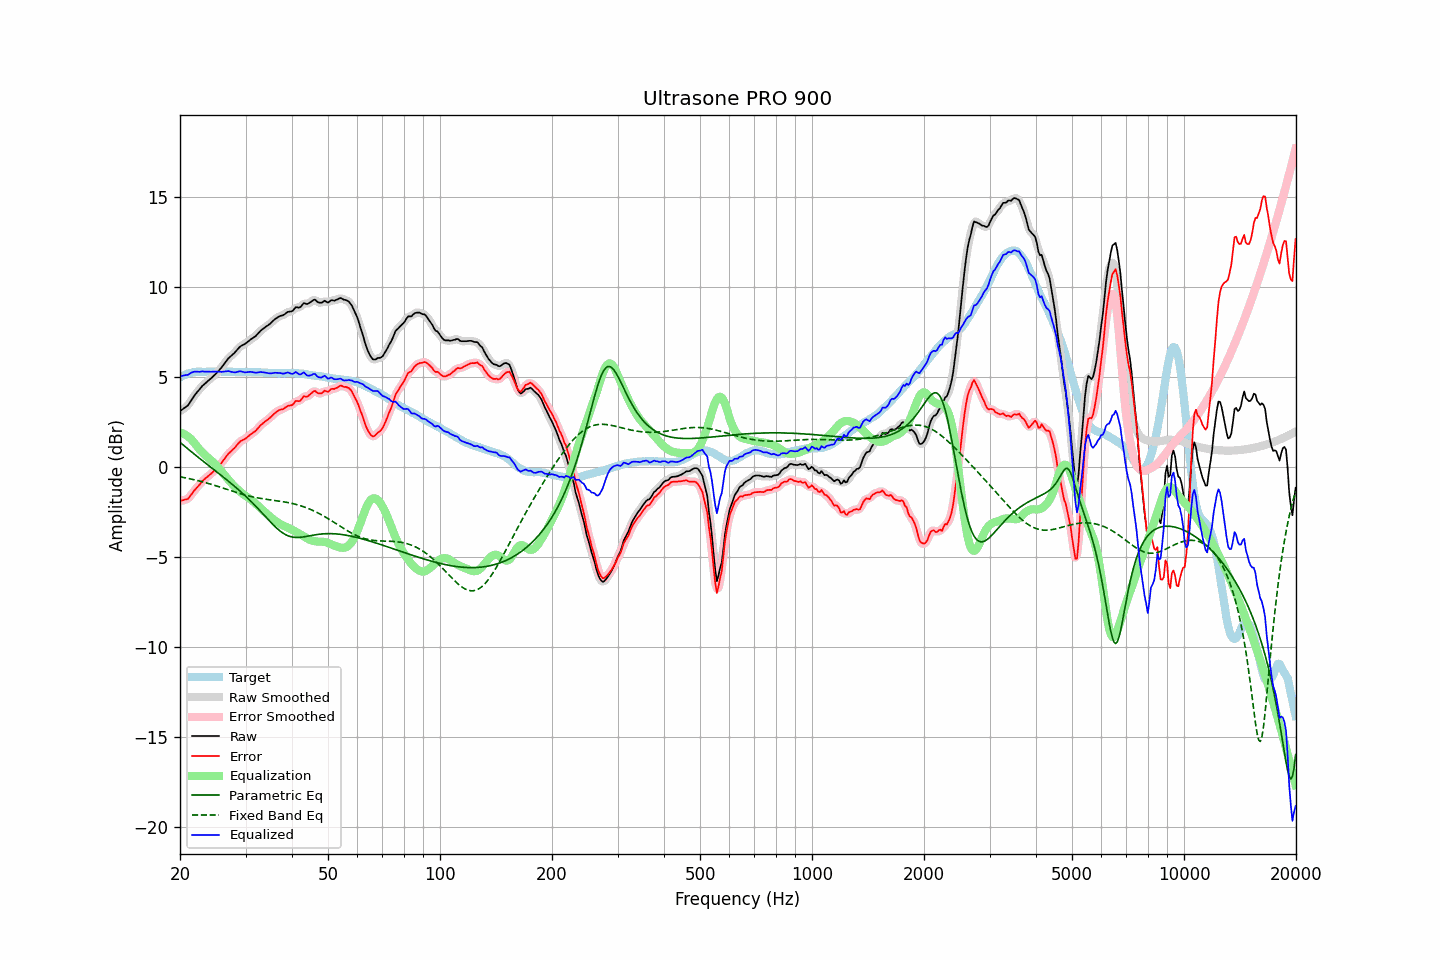 Ultrasone PRO 900
Amplitude (dBr)
15
10
5
0
−5
−10
−15
−20
Target
Raw Smoothed
Error Smoothed
Raw
Error
Equalization
Parametric Eq
Fixed Band Eq
Equalized
20 50 100 200 500 1000 2000 5000 10000 20000
Frequency (Hz)